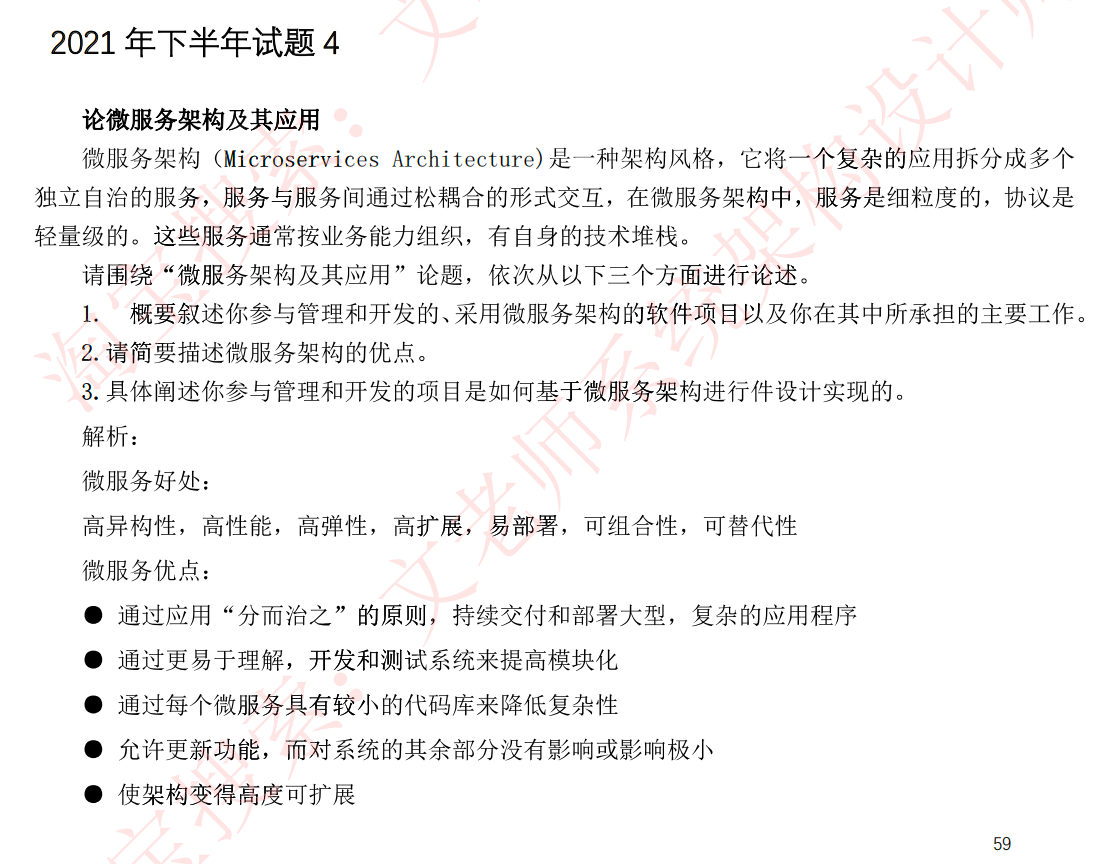 2021 年下半年试题 4
论微服务架构及其应用
微服务架构（Microservices Architecture)是一种架构风格，它将一个复杂的应用拆分成多个
独立自治的服务，服务与服务间通过松耦合的形式交互，在微服务架构中，服务是细粒度的，协议是
轻量级的。这些服务通常按业务能力组织，有自身的技术堆栈。
请围绕“微服务架构及其应用”论题，依次从以下三个方面进行论述。
1. 概要叙述你参与管理和开发的、采用微服务架构的软件项目以及你在其中所承担的主要工作。
2.请简要描述微服务架构的优点。
3.具体阐述你参与管理和开发的项目是如何基于微服务架构进行件设计实现的。
解析：
微服务好处：
高异构性，高性能，高弹性，高扩展，易部署，可组合性，可替代性
微服务优点：
● 通过应用“分而治之”的原则，持续交付和部署大型，复杂的应用程序
● 通过更易于理解，开发和测试系统来提高模块化
● 通过每个微服务具有较小的代码库来降低复杂性
● 允许更新功能，而对系统的其余部分没有影响或影响极小
● 使架构变得高度可扩展
59
淘宝搜索：文老师系统架构设计师
宝搜索：
文